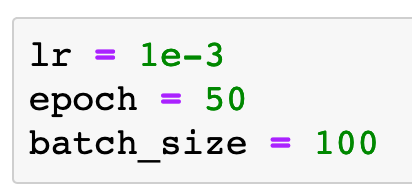 lr = 1e-3
epoch = 50
batch_size = 100